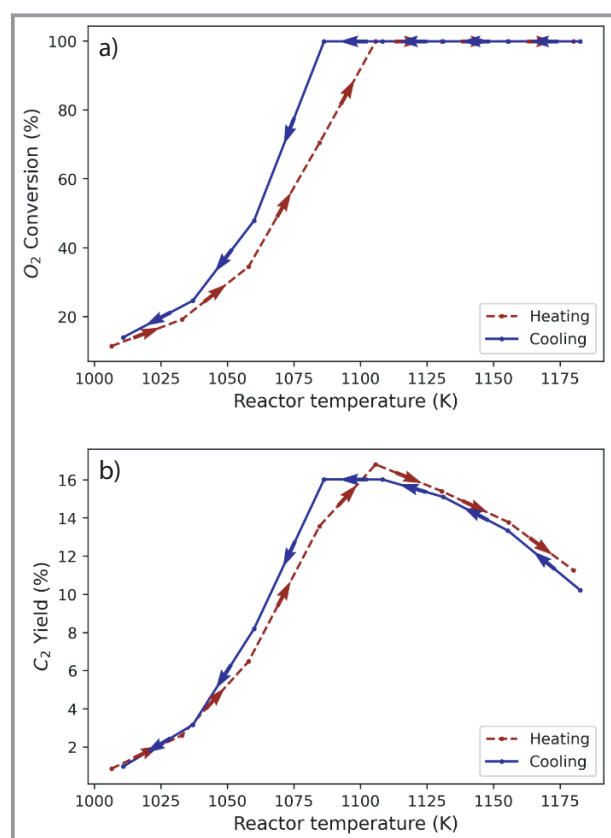 a)
100
80
60
40
20
O2 Conversion (%)
Heating
Cooling
1000 1025 1050 1075 1100 1125 1150 1175
Reactor temperature (K)
b)
16
14
12
10
8
6
4
2
C2 Yield (%)
Heating
Cooling
1000 1025 1050 1075 1100 1125 1150 1175
Reactor temperature (K)